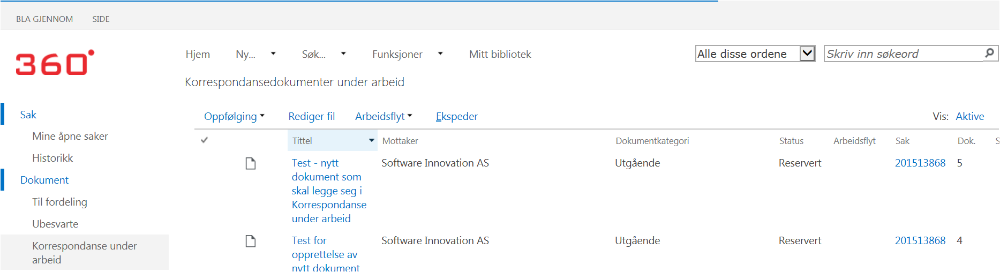 BLA GJENNOM SIDE
360°
Hjem Ny... Søk... Funksjoner Mitt bibliotek Alle disse ordene Skriv inn søkeord
Korrespondansedokumenter under arbeid
Sak
Mine åpne saker
Historikk
Dokument
Til fordeling
Ubesvarte
Korrespondanse under
arbeid
Oppfølging Rediger fil Arbeidsflyt Ekspeder Vis: Aktive
Tittel Mottaker Dokumentkategori Status Arbeidsflyt Sak Dok. S
Test - nytt Software Innovation AS Utgående Reservert 201513868 5
dokument som
skal legge seg i
Korrespondanse
under arbeid
Test for Software Innovation AS Utgående Reservert 201513868 4
opprettelse av
nytt dokument